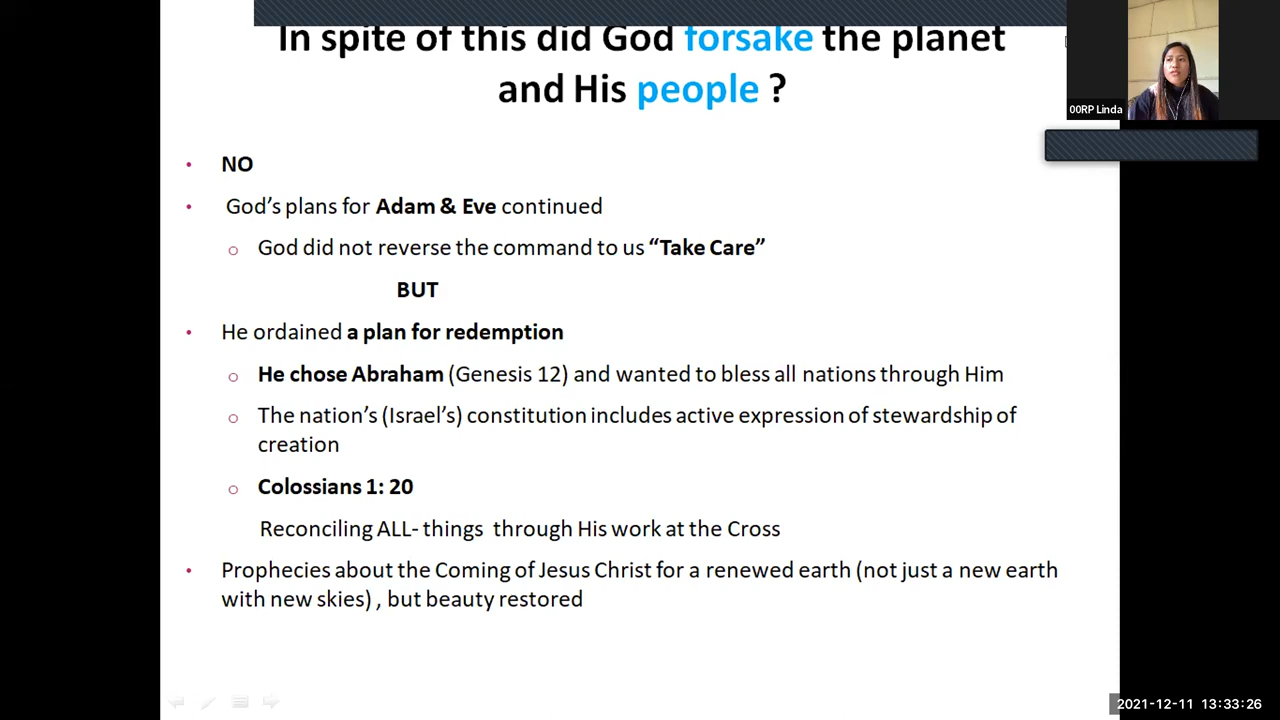 In spite of this did God forsake the planet
and His people ?
OORP Linda
• NO
• God’s plans for Adam & Eve continued
o God did not reverse the command to us “Take Care”
BUT
• He ordained a plan for redemption
o He chose Abraham (Genesis 12) and wanted to bless all nations through Him
o The nation’s (Israel’s) constitution includes active expression of stewardship of
creation
o Colossians 1: 20
Reconciling ALL- things through His work at the Cross
• Prophecies about the Coming of Jesus Christ for a renewed earth (not just a new earth
with new skies) , but beauty restored
2021-12-11 13:33:26